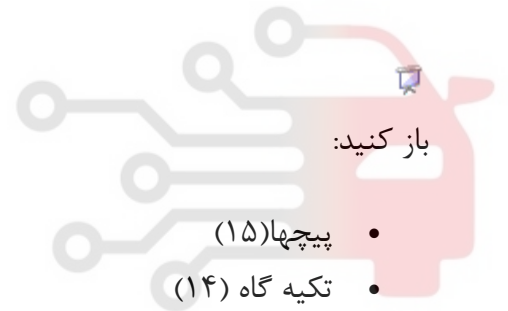 باز کنید:
• پیچها(۱۵)
• تکیه گاه (۱۴)